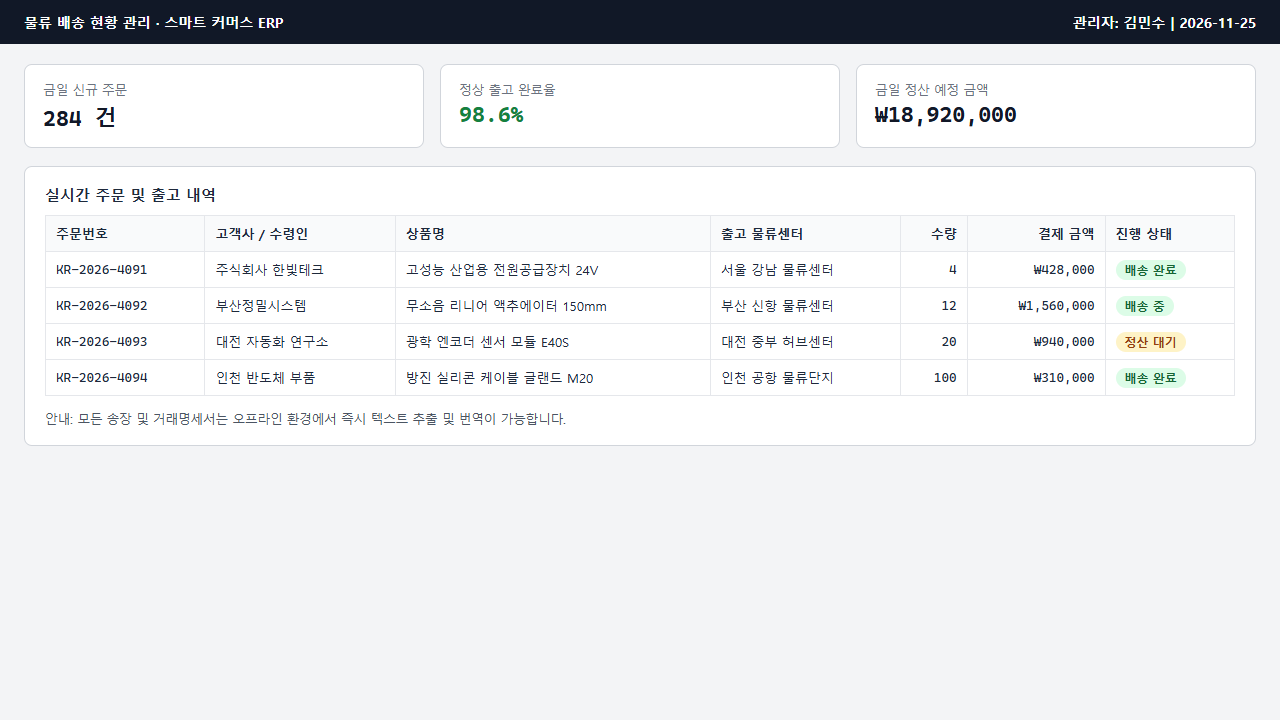 물류 배송 현황 관리 · 스마트 커머스 ERP
관리자: 김민수 | 2026-11-25
금일 신규 주문
284 건
정상 출고 완료율
98.6%
금일 정산 예정 금액
₩18,920,000
실시간 주문 및 출고 내역
주문번호 고객사 / 수령인 상품명 출고 물류센터 수량 결제 금액 진행 상태
KR-2026-4091 주식회사 한빛테크 고성능 산업용 전원공급장치 24V 서울 강남 물류센터 4 ₩428,000 배송 완료
KR-2026-4092 부산정밀시스템 무소음 리니어 액추에이터 150mm 부산 신항 물류센터 12 ₩1,560,000 배송 중
KR-2026-4093 대전 자동화 연구소 광학 엔코더 센서 모듈 E40S 대전 중부 허브센터 20 ₩940,000 정산 대기
KR-2026-4094 인천 반도체 부품 방진 실리콘 케이블 글랜드 M20 인천 공항 물류단지 100 ₩310,000 배송 완료
안내: 모든 송장 및 거래명세서는 오프라인 환경에서 즉시 텍스트 추출 및 번역이 가능합니다.